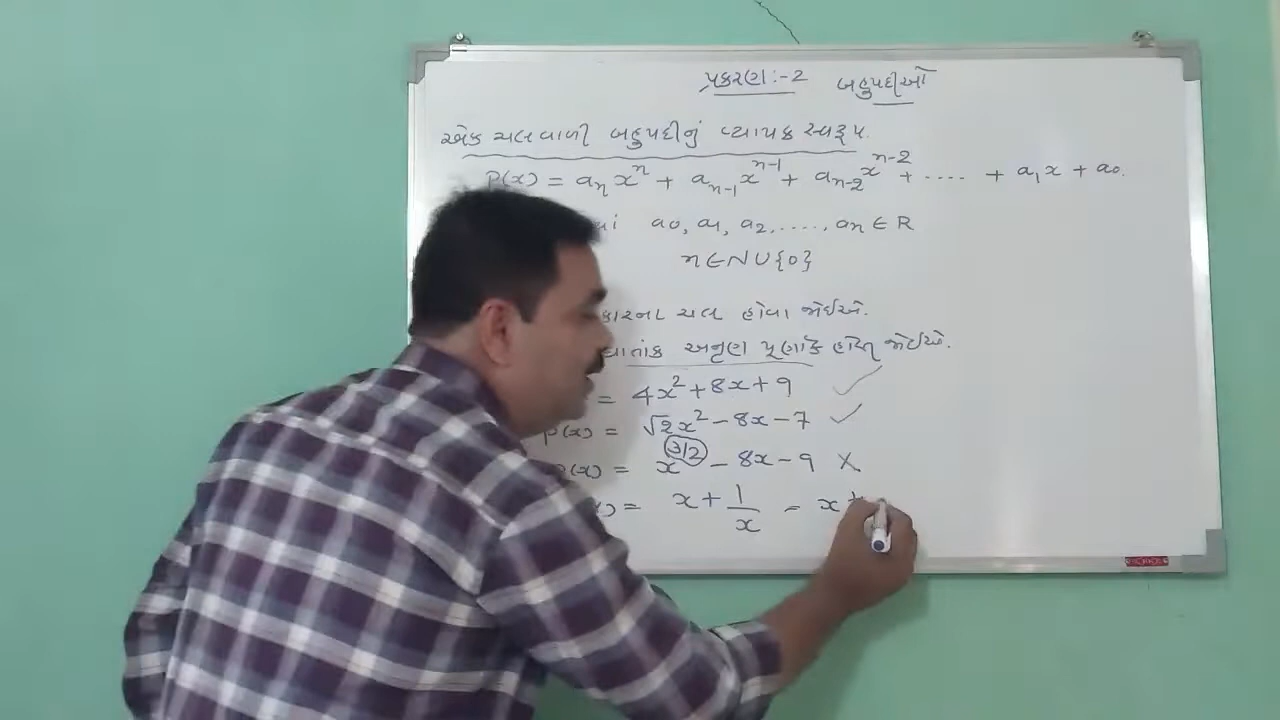 પ્રકરણ:-2 બહુપદીઓ
એક ચલવાળી બહુપદીનું વ્યાપક સ્વરૂપ.
P(x) = aₙxⁿ + aₙ₋₁xⁿ⁻¹ + aₙ₋₂xⁿ⁻² + .... + a₁x + a₀.
a₀, a₁, a₂, ...., aₙ ∈ R
n ∈ N ∪ {0}
ચલ હોવા જોઈએ.
ઘાતાંક અનૃણ પૂર્ણાંક હોવું જોઈએ.
= 4x² + 8x + 9 ✓
P(x) = √2x² - 8x - 7 ✓
P(x) = x^(3/2) - 8x - 9 ✗
x) = x + 1/x = x +